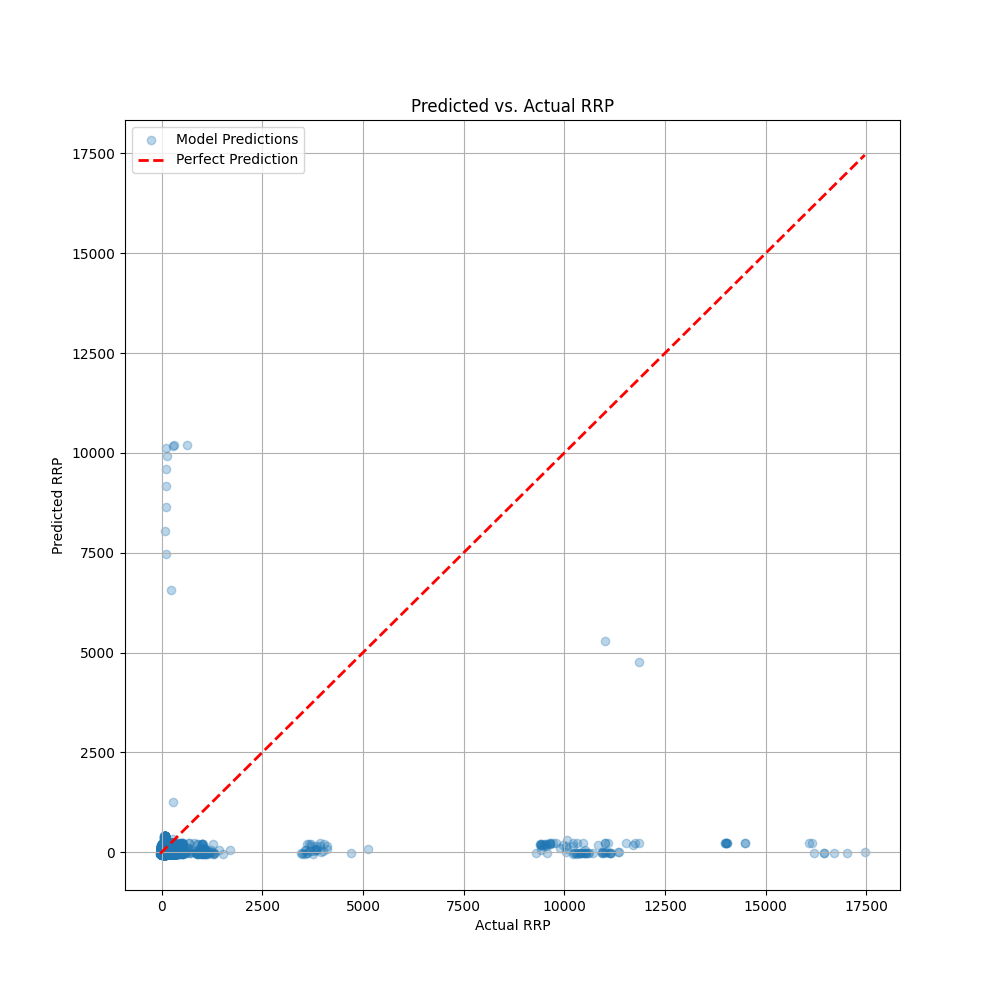 Predicted vs. Actual RRP
Model Predictions
Perfect Prediction
17500
15000
12500
10000
7500
5000
2500
0
Predicted RRP
0 2500 5000 7500 10000 12500 15000 17500
Actual RRP